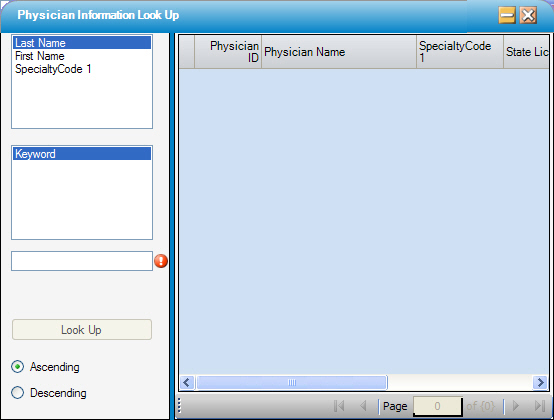 Physician Information Look Up
Last Name
First Name
SpecialtyCode 1
Keyword
Look Up
Ascending
Descending
Physician ID
Physician Name
SpecialtyCode 1
State Lic
Page 0 of {0}